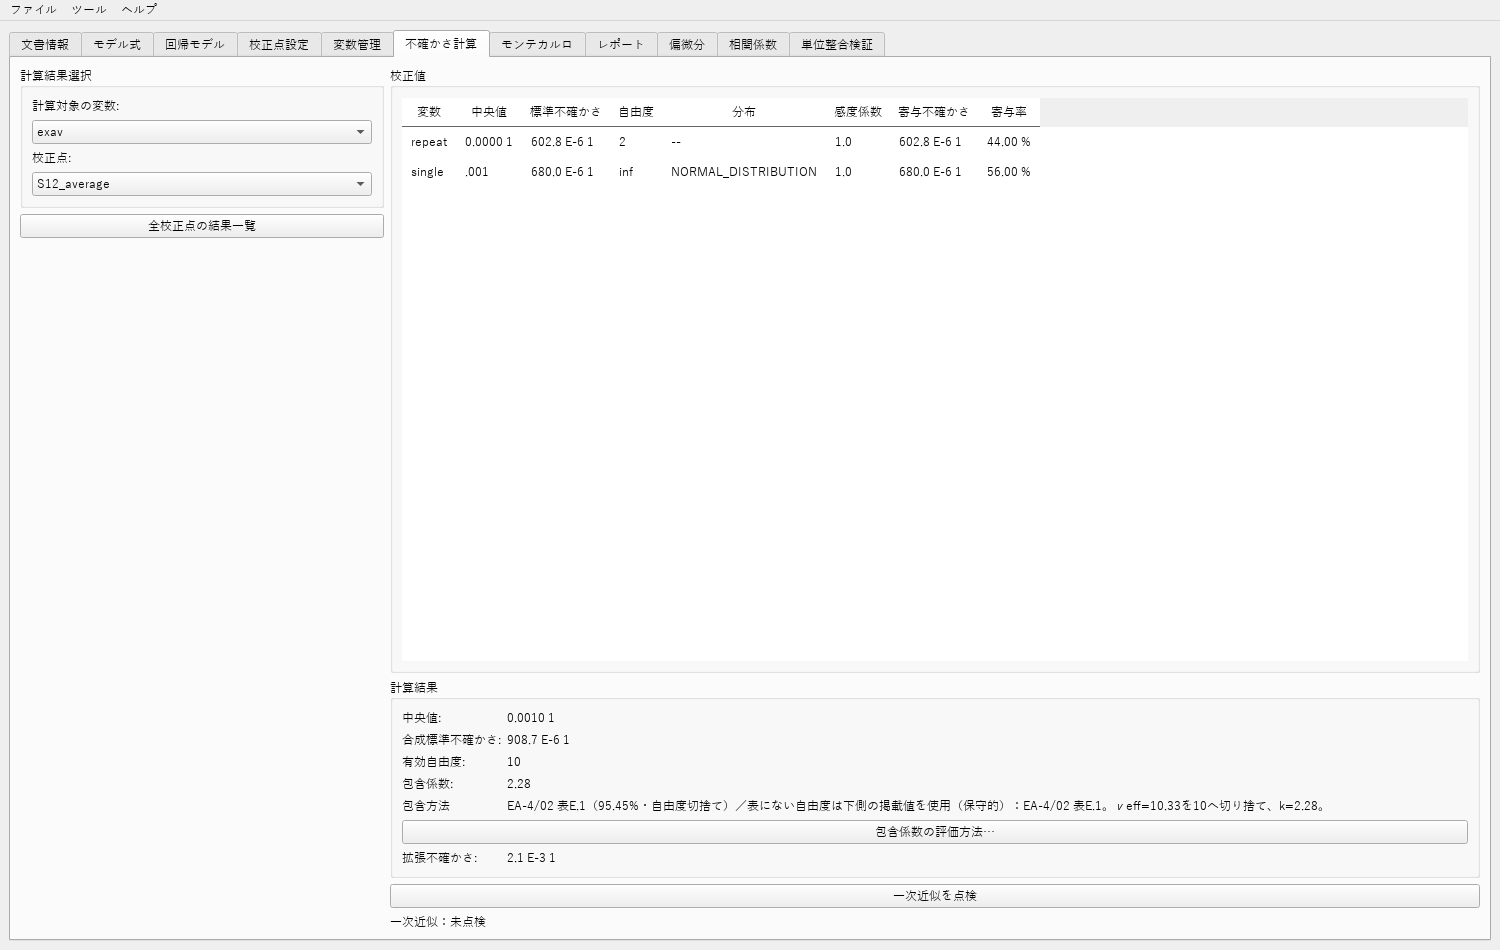 ファイル ツール ヘルプ
文書情報 モデル式 回帰モデル 校正点設定 変数管理 不確かさ計算 モンテカルロ レポート 偏微分 相関係数 単位整合検証
計算結果選択
計算対象の変数:
exav
校正点:
S12_average
全校正点の結果一覧
校正値
変数 中央値 標準不確かさ 自由度 分布 感度係数 寄与不確かさ 寄与率
repeat 0.0000 1 602.8 E-6 1 2 -- 1.0 602.8 E-6 1 44.00 %
single .001 680.0 E-6 1 inf NORMAL_DISTRIBUTION 1.0 680.0 E-6 1 56.00 %
計算結果
中央値: 0.0010 1
合成標準不確かさ: 908.7 E-6 1
有効自由度: 10
包含係数: 2.28
包含方法 EA-4/02 表E.1（95.45%・自由度切捨て）／表にない自由度は下側の掲載値を使用（保守的）：EA-4/02 表E.1。ν eff=10.33を10へ切り捨て、k=2.28。
包含係数の評価方法…
拡張不確かさ: 2.1 E-3 1
一次近似を点検
一次近似：未点検